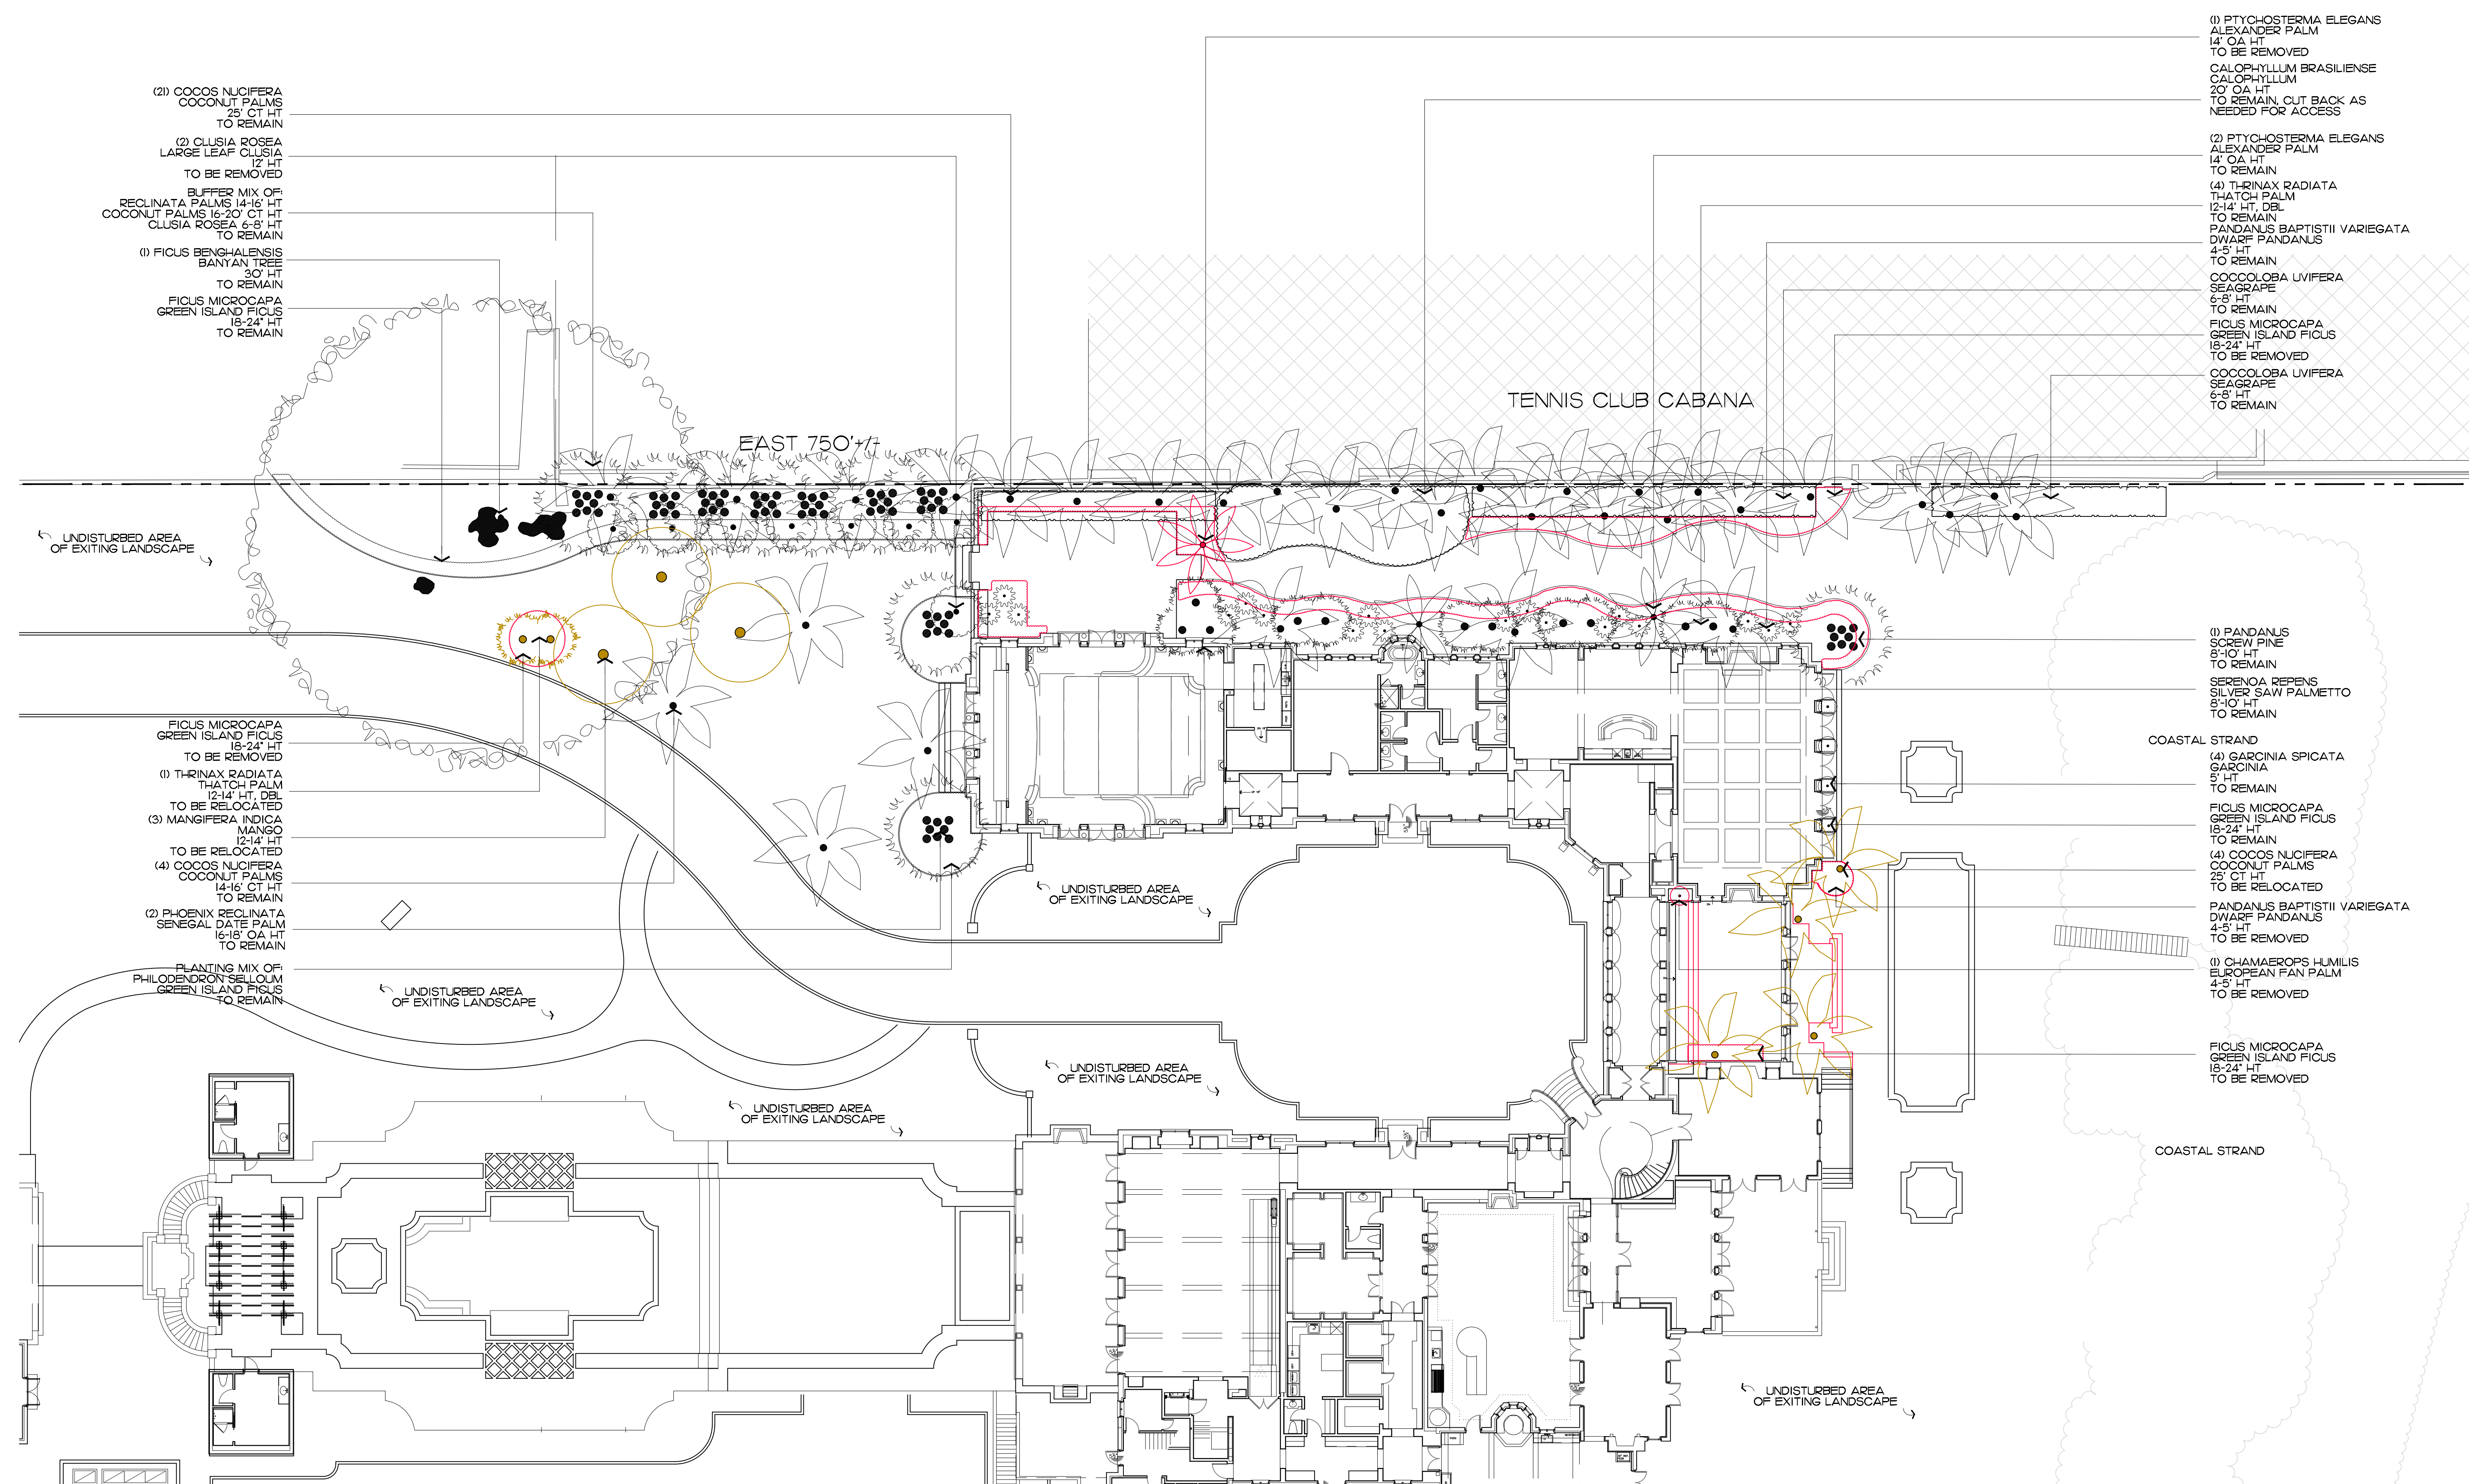 (21) COCOS NUCIFERA
COCONUT PALMS
25' CT HT
TO REMAIN
(2) CLUSIA ROSEA
LARGE LEAF CLUSIA
12' HT
TO BE REMOVED
BUFFER MIX OF:
RECLINATA PALMS 14-16' HT
COCONUT PALMS 16-20' CT HT
CLUSIA ROSEA 6-8' HT
TO REMAIN
(1) FICUS BENGHALENSIS
BANYAN TREE
30' HT
TO REMAIN
FICUS MICROCAPA
GREEN ISLAND FICUS
18-24" HT
TO REMAIN
(1) PTYCHOSTERMA ELEGANS
ALEXANDER PALM
14' OA HT
TO BE REMOVED
CALOPHYLLUM BRASILIENSE
CALOPHYLLUM
20' OA HT
TO REMAIN, CUT BACK AS
NEEDED FOR ACCESS
(2) PTYCHOSTERMA ELEGANS
ALEXANDER PALM
14' OA HT
TO REMAIN
(4) THRINAX RADIATA
THATCH PALM
12-14' HT, DBL
TO REMAIN
PANDANUS BAPTISTII VARIEGATA
DWARF PANDANUS
4-5' HT
TO REMAIN
COCCOLOBA UVIFERA
SEAGRAPE
6-8' HT
TO REMAIN
FICUS MICROCAPA
GREEN ISLAND FICUS
18-24" HT
TO BE REMOVED
COCCOLOBA UVIFERA
SEAGRAPE
6-8' HT
TO REMAIN
TENNIS CLUB CABANA
EAST 750'+/-
UNDISTURBED AREA
OF EXITING LANDSCAPE
FICUS MICROCAPA
GREEN ISLAND FICUS
18-24" HT
TO BE REMOVED
(1) THRINAX RADIATA
THATCH PALM
12-14' HT, DBL
TO BE RELOCATED
(3) MANGIFERA INDICA
MANGO
12-14' HT
TO BE RELOCATED
(4) COCOS NUCIFERA
COCONUT PALMS
14-16' CT HT
TO REMAIN
(2) PHOENIX RECLINATA
SENEGAL DATE PALM
16-18' OA HT
TO REMAIN
PLANTING MIX OF:
PHILODENDRON SELLOUM
GREEN ISLAND FICUS
TO REMAIN
(1) PANDANUS
SCREW PINE
8'-10' HT
TO REMAIN
SERENOA REPENS
SILVER SAW PALMETTO
8'-10' HT
TO REMAIN
COASTAL STRAND
(4) GARCINIA SPICATA
GARCINIA
5' HT
TO REMAIN
FICUS MICROCAPA
GREEN ISLAND FICUS
18-24" HT
TO REMAIN
(4) COCOS NUCIFERA
COCONUT PALMS
25' CT HT
TO BE RELOCATED
PANDANUS BAPTISTII VARIEGATA
DWARF PANDANUS
4-5' HT
TO BE REMOVED
(1) CHAMAEROPS HUMILIS
EUROPEAN FAN PALM
4-5' HT
TO BE REMOVED
FICUS MICROCAPA
GREEN ISLAND FICUS
18-24" HT
TO BE REMOVED
UNDISTURBED AREA
OF EXITING LANDSCAPE
UNDISTURBED AREA
OF EXITING LANDSCAPE
UNDISTURBED AREA
OF EXITING LANDSCAPE
UNDISTURBED AREA
OF EXITING LANDSCAPE
COASTAL STRAND
UNDISTURBED AREA
OF EXITING LANDSCAPE